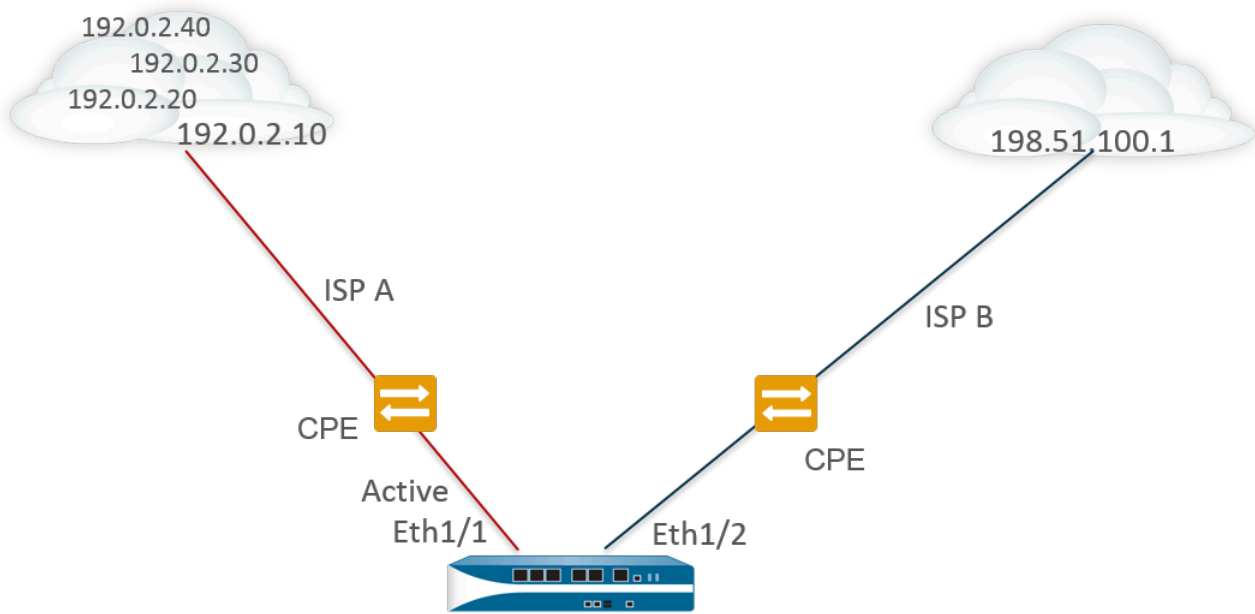 192.0.2.40
192.0.2.30
192.0.2.20
192.0.2.10
198.51.100.1
ISP A
ISP B
CPE
CPE
Active
Eth1/1
Eth1/2